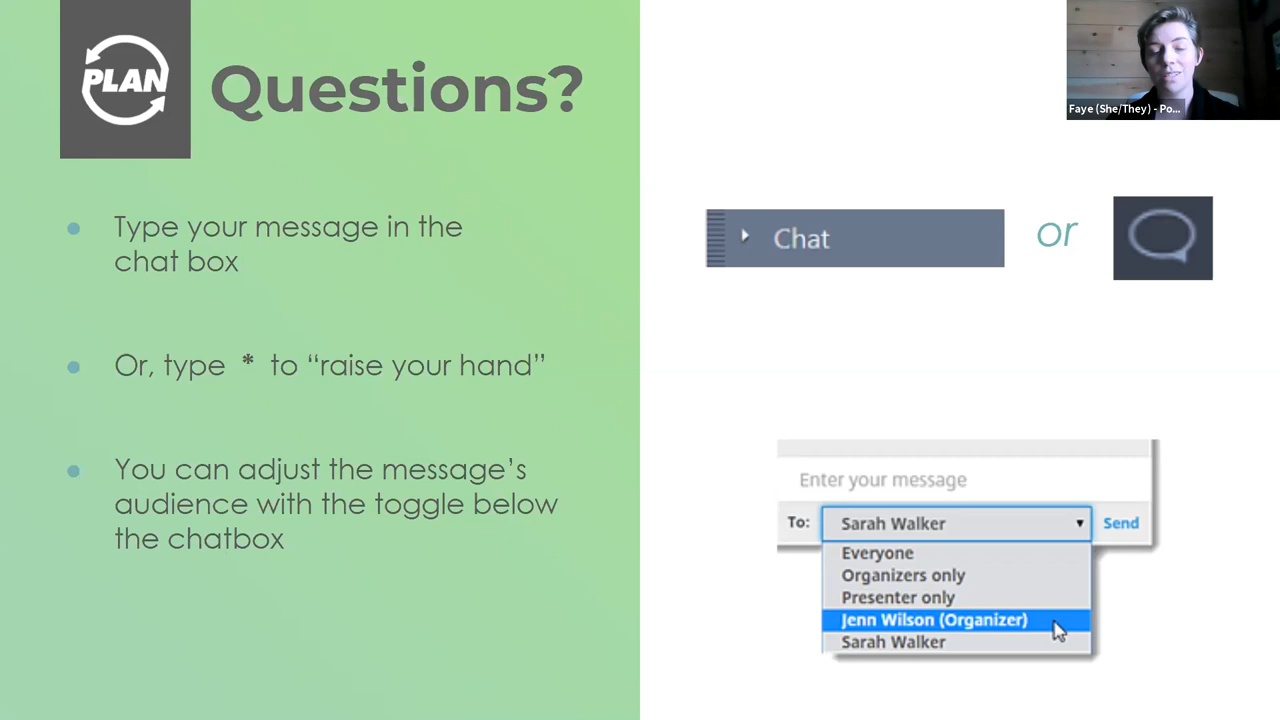 PLAN
Questions?
Faye (She/They) - Po...
Type your message in the
chat box
Chat
or
Or, type * to “raise your hand”
You can adjust the message’s
audience with the toggle below
the chatbox
Enter your message
To: Sarah Walker Send
Everyone
Organizers only
Presenter only
Jenn Wilson (Organizer)
Sarah Walker